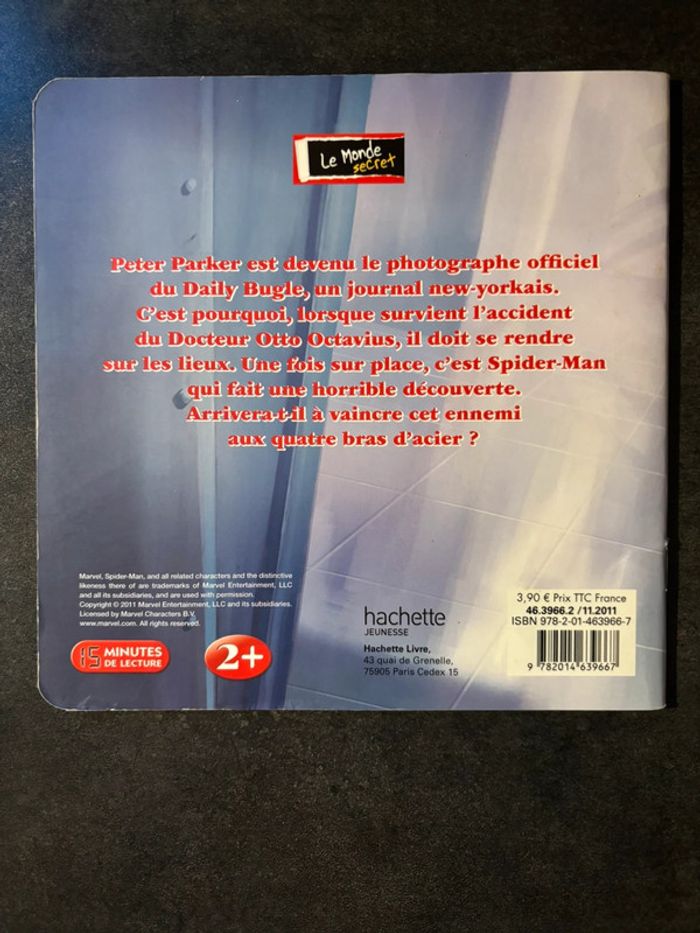 Le Monde
secret
Peter Parker est devenu le photographe officiel
du Daily Bugle, un journal new-yorkais.
C'est pourquoi, lorsque survient l'accident
du Docteur Otto Octavius, il doit se rendre
sur les lieux. Une fois sur place, c'est Spider-Man
qui fait une horrible découverte.
Arrivera-t-il à vaincre cet ennemi
aux quatre bras d'acier ?
Marvel, Spider-Man, and all related characters and the distinctive
likeness there of are trademarks of Marvel Entertainment, LLC
and all its subsidiaries, and are used with permission.
Copyright © 2011 Marvel Entertainment, LLC and its subsidiaries.
Licensed by Marvel Characters B.V.
www.marvel.com. All rights reserved.
15 MINUTES
DE LECTURE
2+
hachette
JEUNESSE
Hachette Livre,
43 quai de Grenelle,
75905 Paris Cedex 15
3,90 € Prix TTC France
46.3966.2 / 11.2011
ISBN 978-2-01-463966-7
9 782014 639667